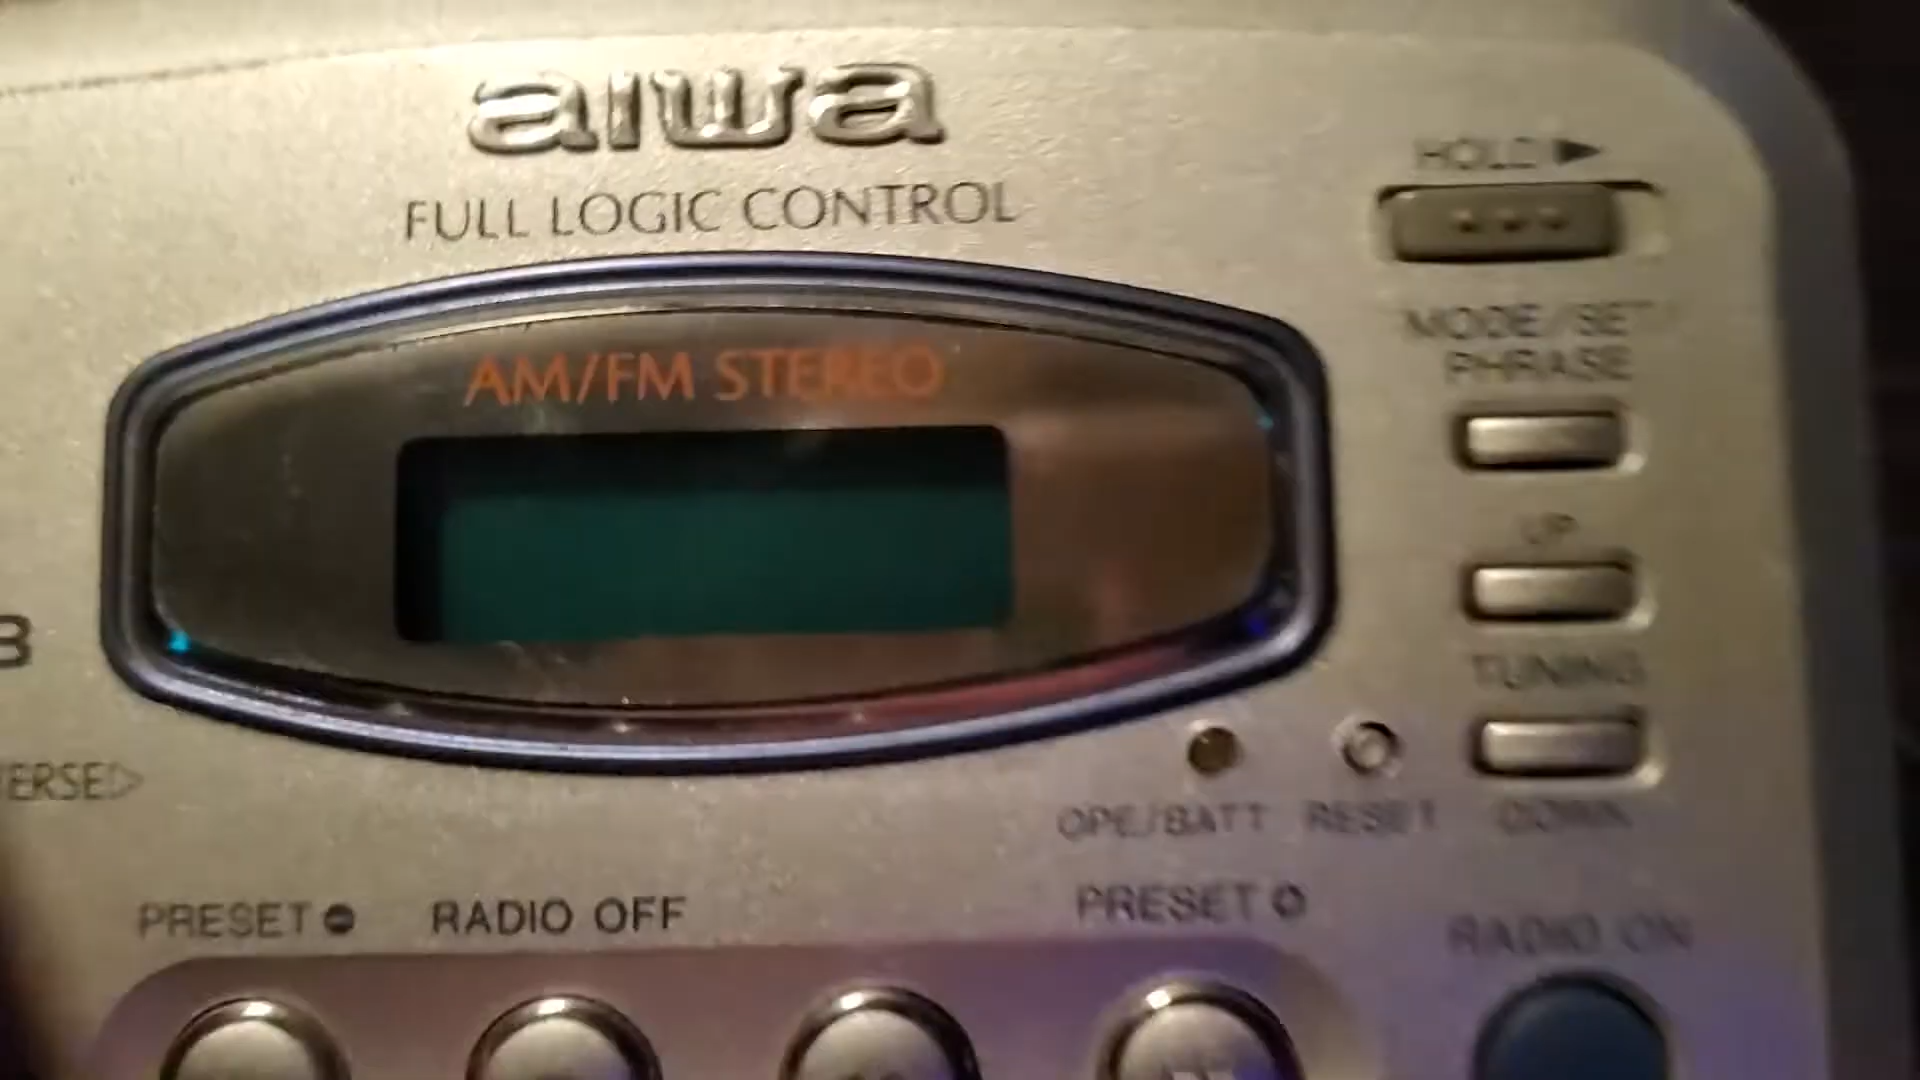 aiwa
FULL LOGIC CONTROL
HOLD ▶
MODE/SET
PHRASE
AM/FM STEREO
UP
TUNING
DOWN
OPE/BATT
RESET
PRESET
RADIO OFF
PRESET
RADIO ON